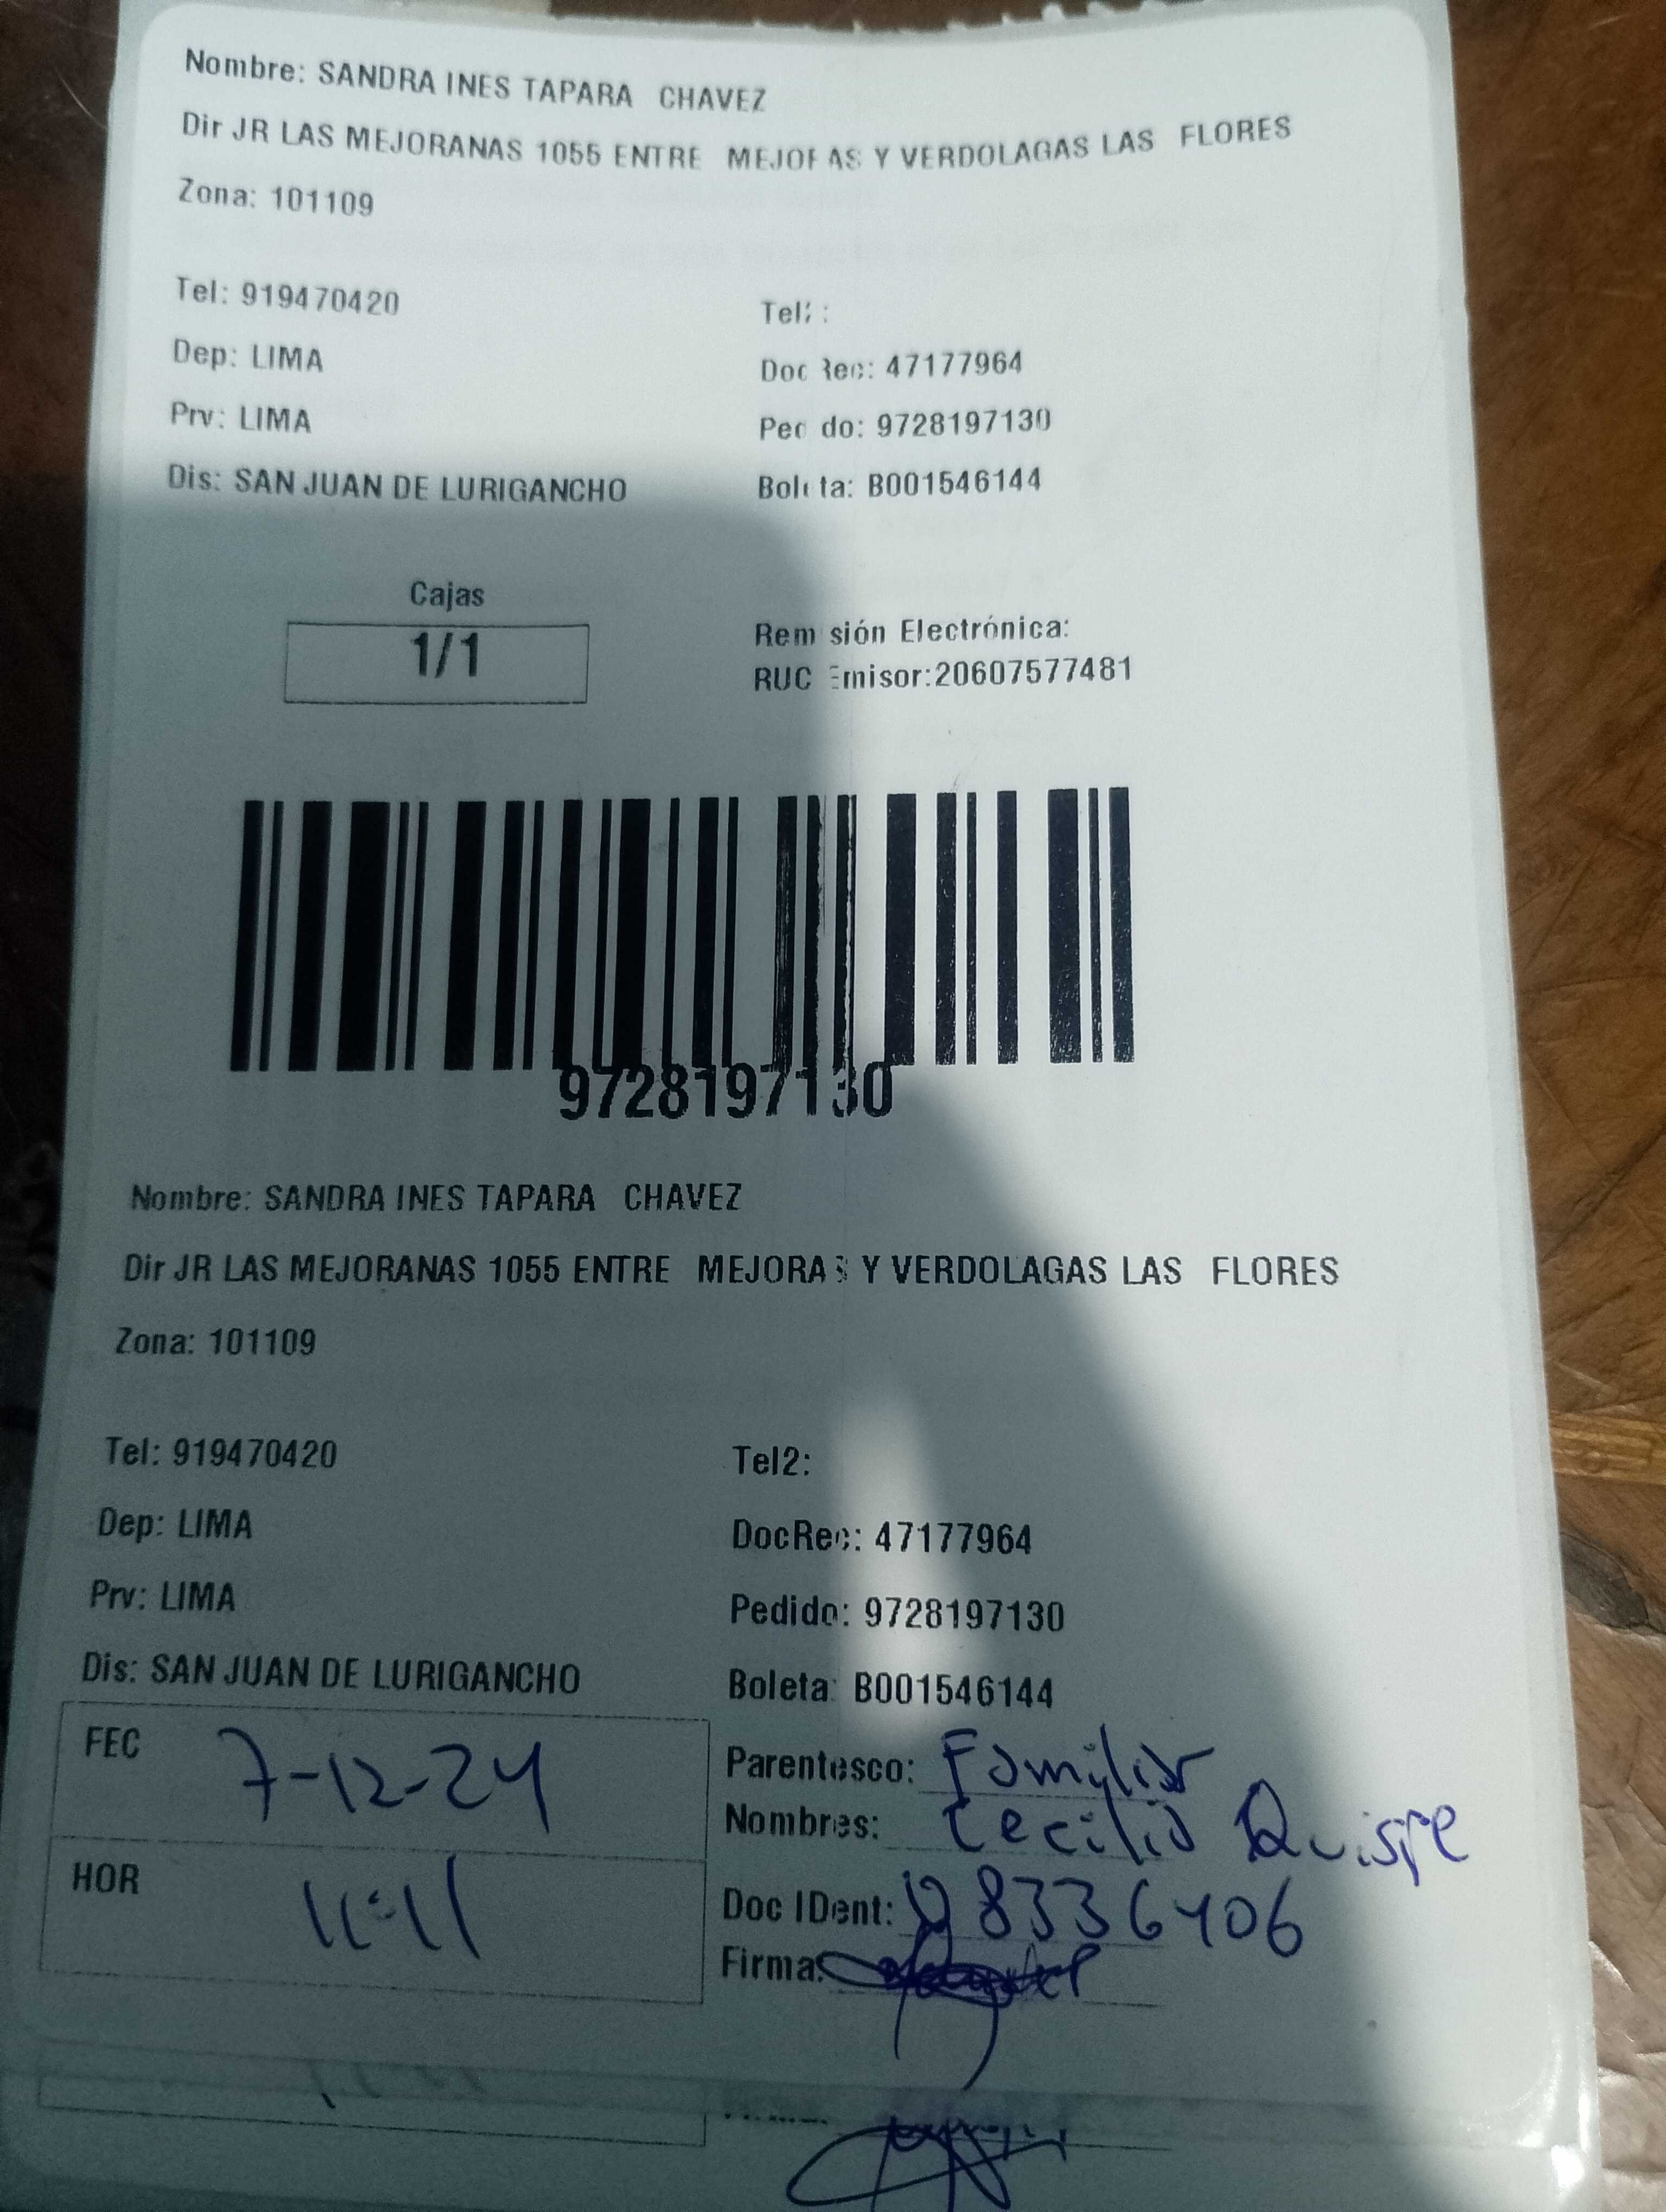 Nombre: SANDRA INES TAPARA CHAVEZ
Dir JR LAS MEJORANAS 1055 ENTRE MEJORAS Y VERDOLAGAS LAS FLORES
Zona: 101109
Tel: 919470420
Tel2:
Dep: LIMA
DocRec: 47177964
Prv: LIMA
Pedido: 9728197130
Dis: SAN JUAN DE LURIGANCHO
Boleta: B001546144
Cajas
1/1
Remisión Electrónica:
RUC Emisor:20607577481
9728197130
Nombre: SANDRA INES TAPARA CHAVEZ
Dir JR LAS MEJORANAS 1055 ENTRE MEJORAS Y VERDOLAGAS LAS FLORES
Zona: 101109
Tel: 919470420
Tel2:
Dep: LIMA
DocRec: 47177964
Prv: LIMA
Pedido: 9728197130
Dis: SAN JUAN DE LURIGANCHO
Boleta: B001546144
FEC 7-12-24
Parentesco: Familiar
Nombres: Cecilio Quispe
HOR 11:11
Doc IDent: 08336406
Firma: